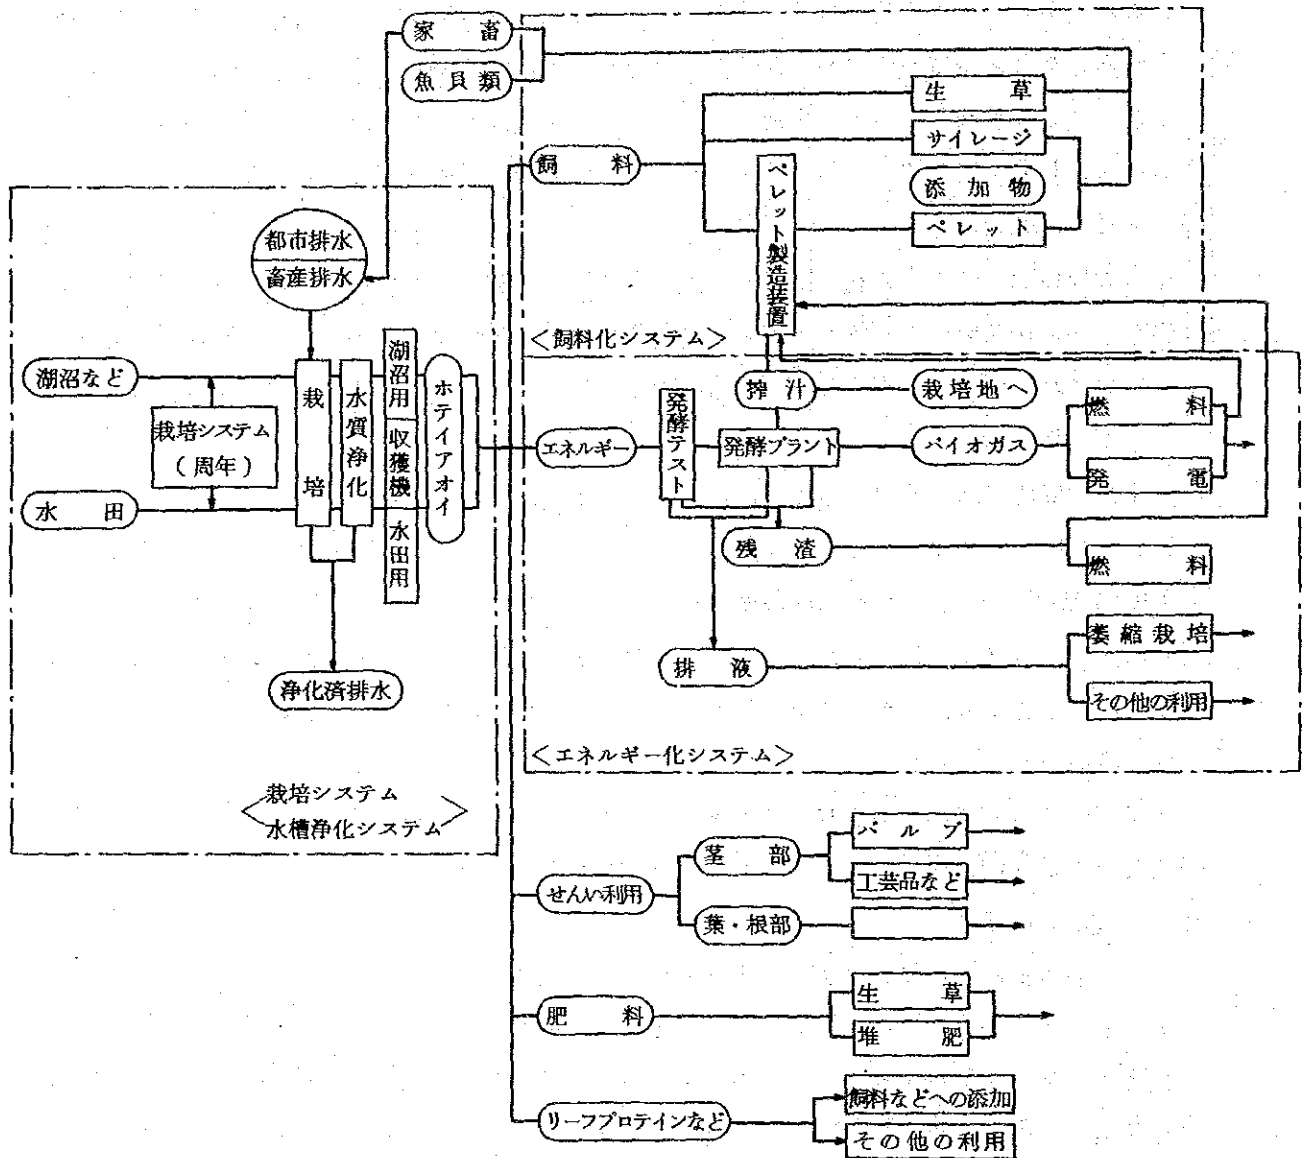 家畜
魚貝類
生草
サイレージ
添加物
ペレット
飼料
ペレット製造装置
<飼料化システム>
都市排水
畜産排水
湖沼など
栽培システム
(周年)
水田
栽培
水質浄化
湖沼用
収獲機
水田用
ホテイアオイ
浄化済排水
<栽培システム
水槽浄化システム>
エネルギー
発酵テスト
搾汁
栽培地へ
発酵プラント
バイオガス
燃料
発電
残渣
燃料
排液
萎縮栽培
その他の利用
<エネルギー化システム>
せんい利用
茎部
パルプ
工芸品など
葉・根部
肥料
生草
堆肥
リーフプロテインなど
飼料などへの添加
その他の利用